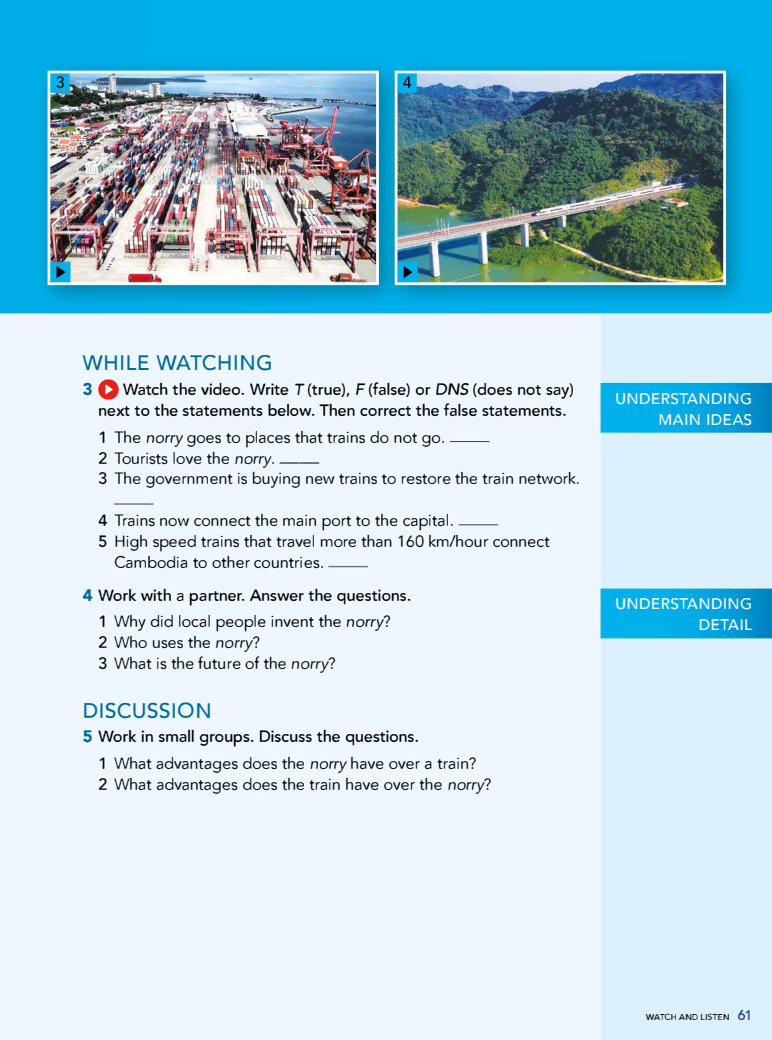 3
4
WHILE WATCHING
3 Watch the video. Write T (true), F (false) or DNS (does not say)
next to the statements below. Then correct the false statements.
1 The norry goes to places that trains do not go. _____
2 Tourists love the norry. _____
3 The government is buying new trains to restore the train network.
_____
4 Trains now connect the main port to the capital. _____
5 High speed trains that travel more than 160 km/hour connect
Cambodia to other countries. _____
UNDERSTANDING
MAIN IDEAS
4 Work with a partner. Answer the questions.
1 Why did local people invent the norry?
2 Who uses the norry?
3 What is the future of the norry?
UNDERSTANDING
DETAIL
DISCUSSION
5 Work in small groups. Discuss the questions.
1 What advantages does the norry have over a train?
2 What advantages does the train have over the norry?
WATCH AND LISTEN 61